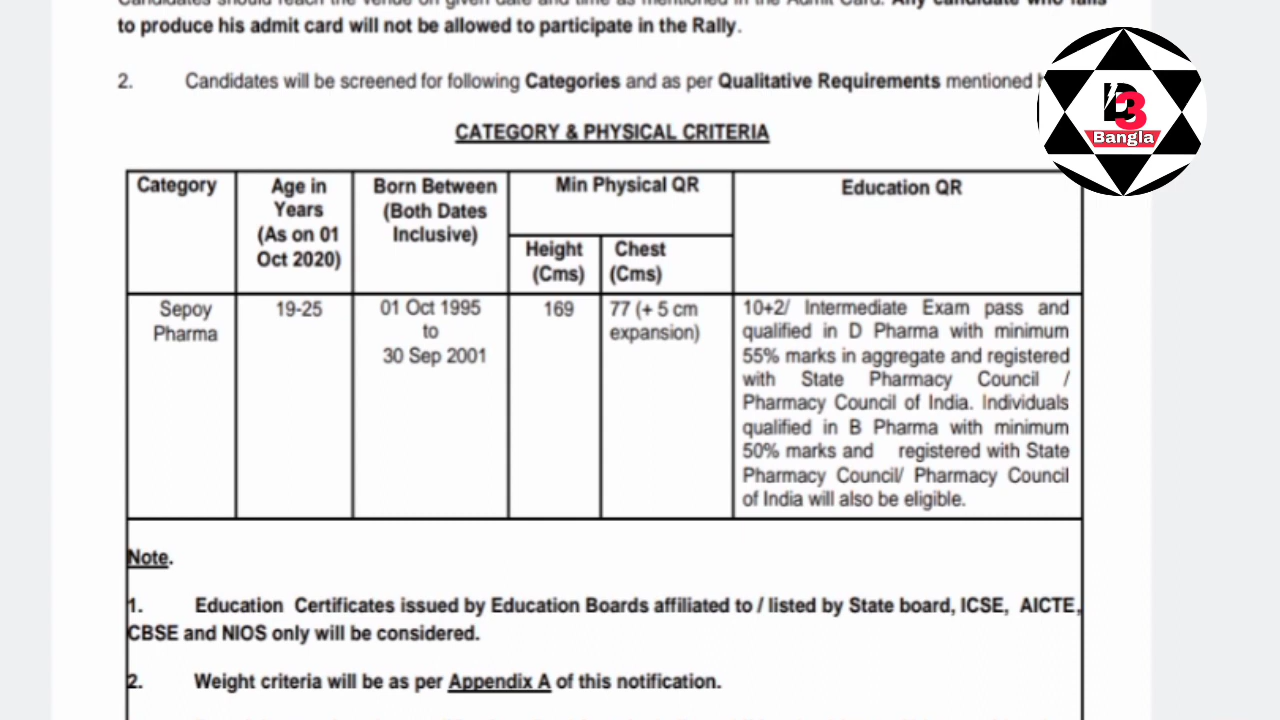 to produce his admit card will not be allowed to participate in the Rally.
2. Candidates will be screened for following Categories and as per Qualitative Requirements mentioned
D3
Bangla
CATEGORY & PHYSICAL CRITERIA
Category
Age in
Years
(As on 01
Oct 2020)
Born Between
(Both Dates
Inclusive)
Min Physical QR
Height
(Cms)
Chest
(Cms)
Education QR
Sepoy
Pharma
19-25
01 Oct 1995
to
30 Sep 2001
169
77 (+ 5 cm
expansion)
10+2/ Intermediate Exam pass and
qualified in D Pharma with minimum
55% marks in aggregate and registered
with State Pharmacy Council /
Pharmacy Council of India. Individuals
qualified in B Pharma with minimum
50% marks and registered with State
Pharmacy Council/ Pharmacy Council
of India will also be eligible.
Note.
1. Education Certificates issued by Education Boards affiliated to / listed by State board, ICSE, AICTE,
CBSE and NIOS only will be considered.
2. Weight criteria will be as per Appendix A of this notification.